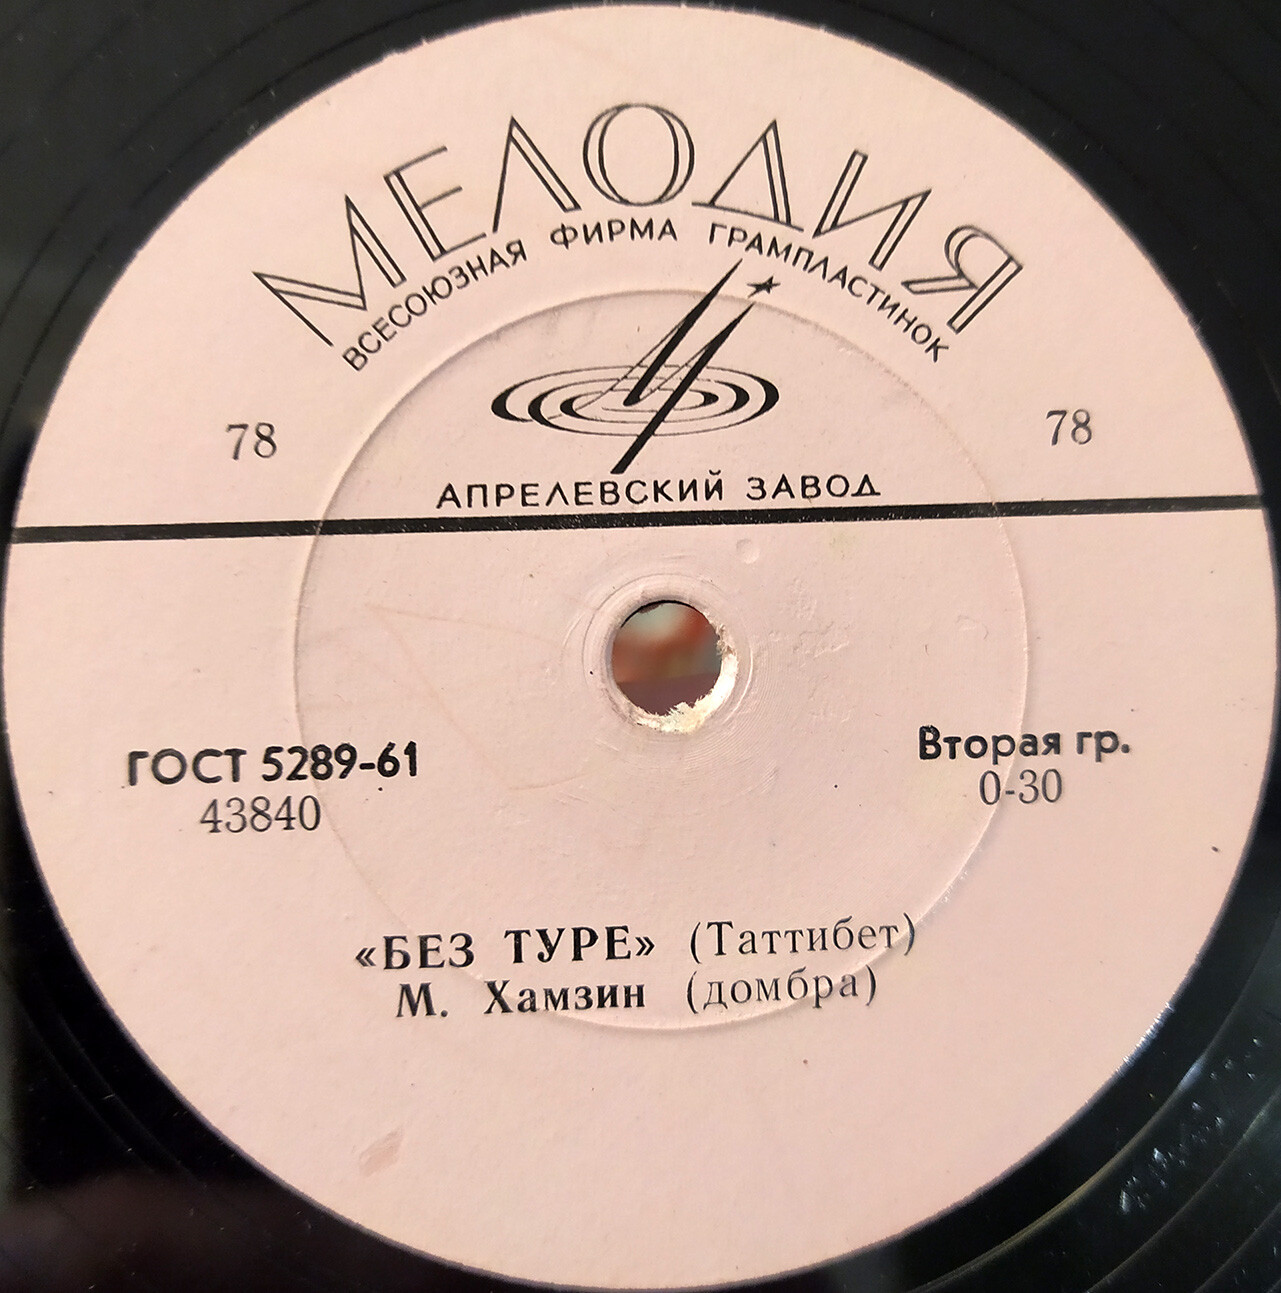 МЕЛОДИЯ
ВСЕСОЮЗНАЯ ФИРМА ГРАМПЛАСТИНОК
78 78
АПРЕЛЕВСКИЙ ЗАВОД
ГОСТ 5289-61 Вторая гр.
43840 0-30
«БЕЗ ТУРЕ» (Таттибет)
М. Хамзин (домбра)